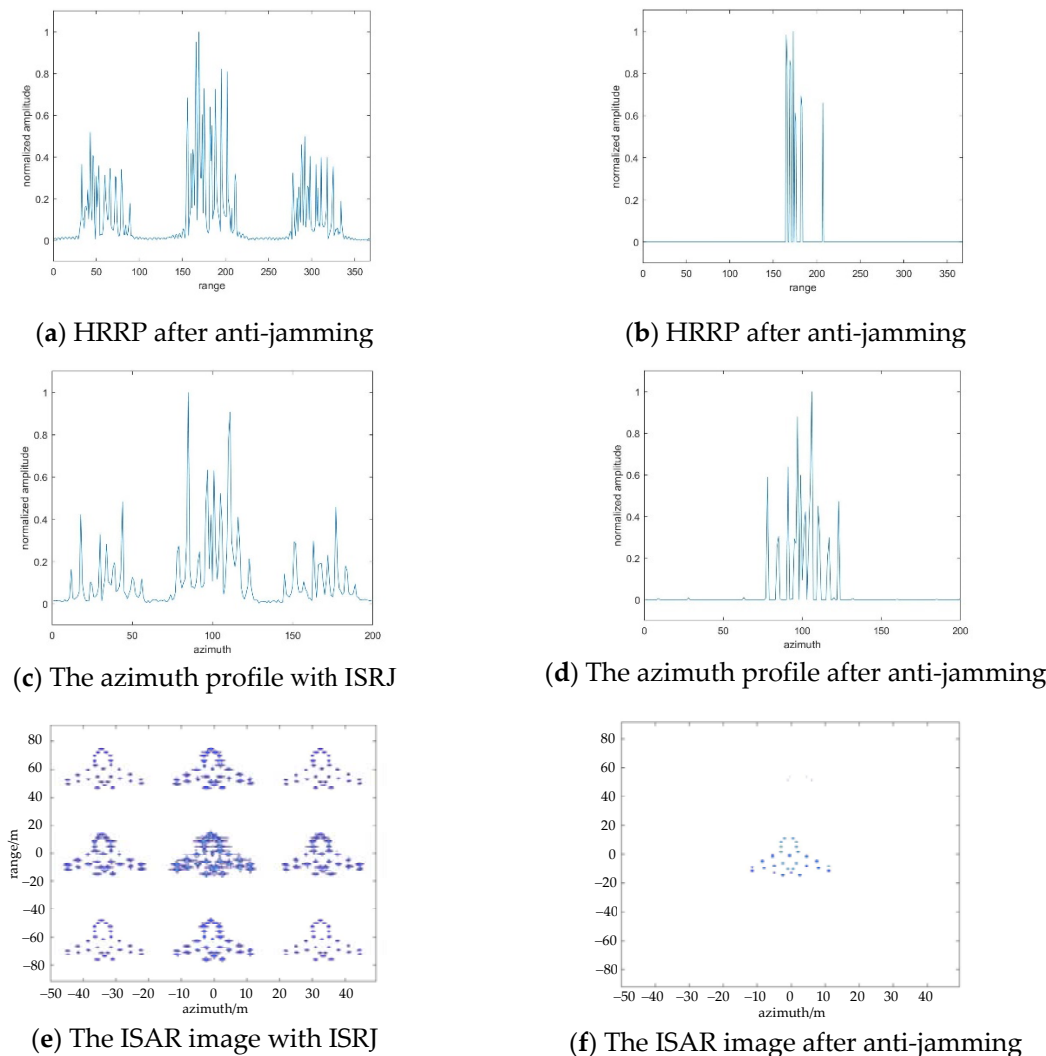 1
0.8
0.6
0.4
0.2
0
normalized amplitude
0 50 100 150 200 250 300 350
range
(a) HRRP after anti-jamming
1
0.8
0.6
0.4
0.2
0
normalized amplitude
0 50 100 150 200 250 300 350
range
(b) HRRP after anti-jamming
1
0.8
0.6
0.4
0.2
0
normalized amplitude
0 50 100 150 200
azimuth
(c) The azimuth profile with ISRJ
1
0.8
0.6
0.4
0.2
0
normalized amplitude
0 50 100 150 200
azimuth
(d) The azimuth profile after anti-jamming
80
60
40
20
0
−20
−40
−60
−80
range/m
−50 −40 −30 −20 −10 0 10 20 30 40
azimuth/m
(e) The ISAR image with ISRJ
80
60
40
20
0
−20
−40
−60
−80
−50 −40 −30 −20 −10 0 10 20 30 40
azimuth/m
(f) The ISAR image after anti-jamming